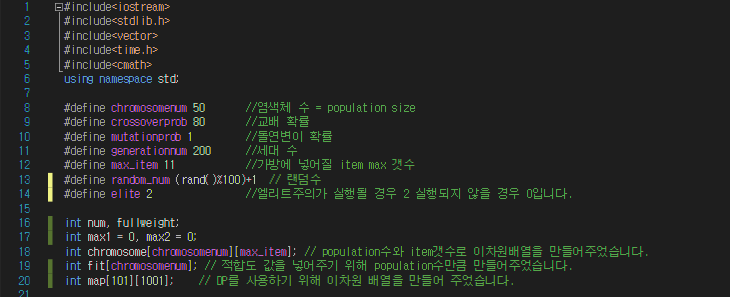 1 #include<iostream>
2 #include<stdlib.h>
3 #include<vector>
4 #include<time.h>
5 #include<cmath>
6 using namespace std;
7
8 #define chromosomenum 50 //염색체 수 = population size
9 #define crossoverprob 80 //교배 확률
10 #define mutationprob 1 //돌연변이 확률
11 #define generationnum 200 //세대 수
12 #define max_item 11 //가방에 넣어질 item max 갯수
13 #define random_num (rand()%100)+1 // 랜덤수
14 #define elite 2 //엘리트주의가 실행될 경우 2 실행되지 않을 경우 0입니다.
15
16 int num, fullweight;
17 int max1 = 0, max2 = 0;
18 int chromosome[chromosomenum][max_item]; // population수와 item갯수로 이차원배열을 만들어주었습니다.
19 int fit[chromosomenum]; // 적합도 값을 넣어주기 위해 population수만큼 만들어주었습니다.
20 int map[101][1001]; // DP를 사용하기 위해이차원 배열을 만들어 주었습니다.
21